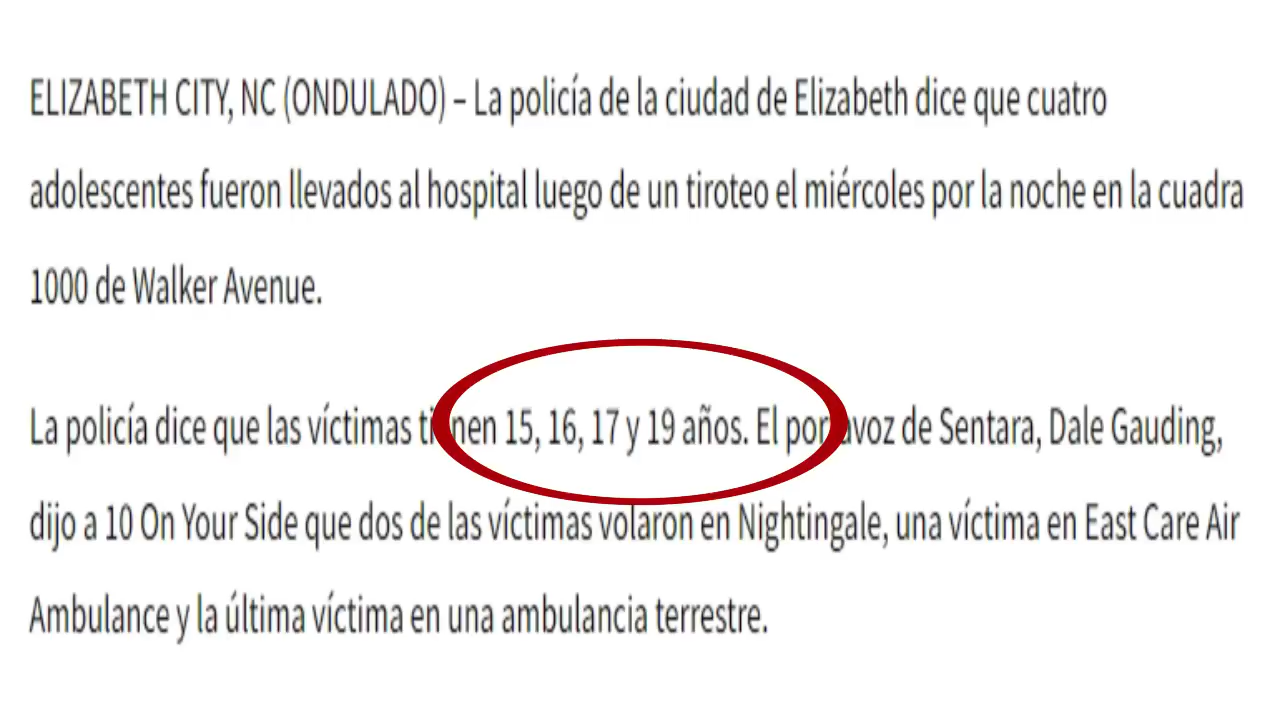 ELIZABETH CITY, NC (ONDULADO) – La policía de la ciudad de Elizabeth dice que cuatro
adolescentes fueron llevados al hospital luego de un tiroteo el miércoles por la noche en la cuadra
1000 de Walker Avenue.
La policía dice que las víctimas tienen 15, 16, 17 y 19 años. El portavoz de Sentara, Dale Gauding,
dijo a 10 On Your Side que dos de las víctimas volaron en Nightingale, una víctima en East Care Air
Ambulance y la última víctima en una ambulancia terrestre.